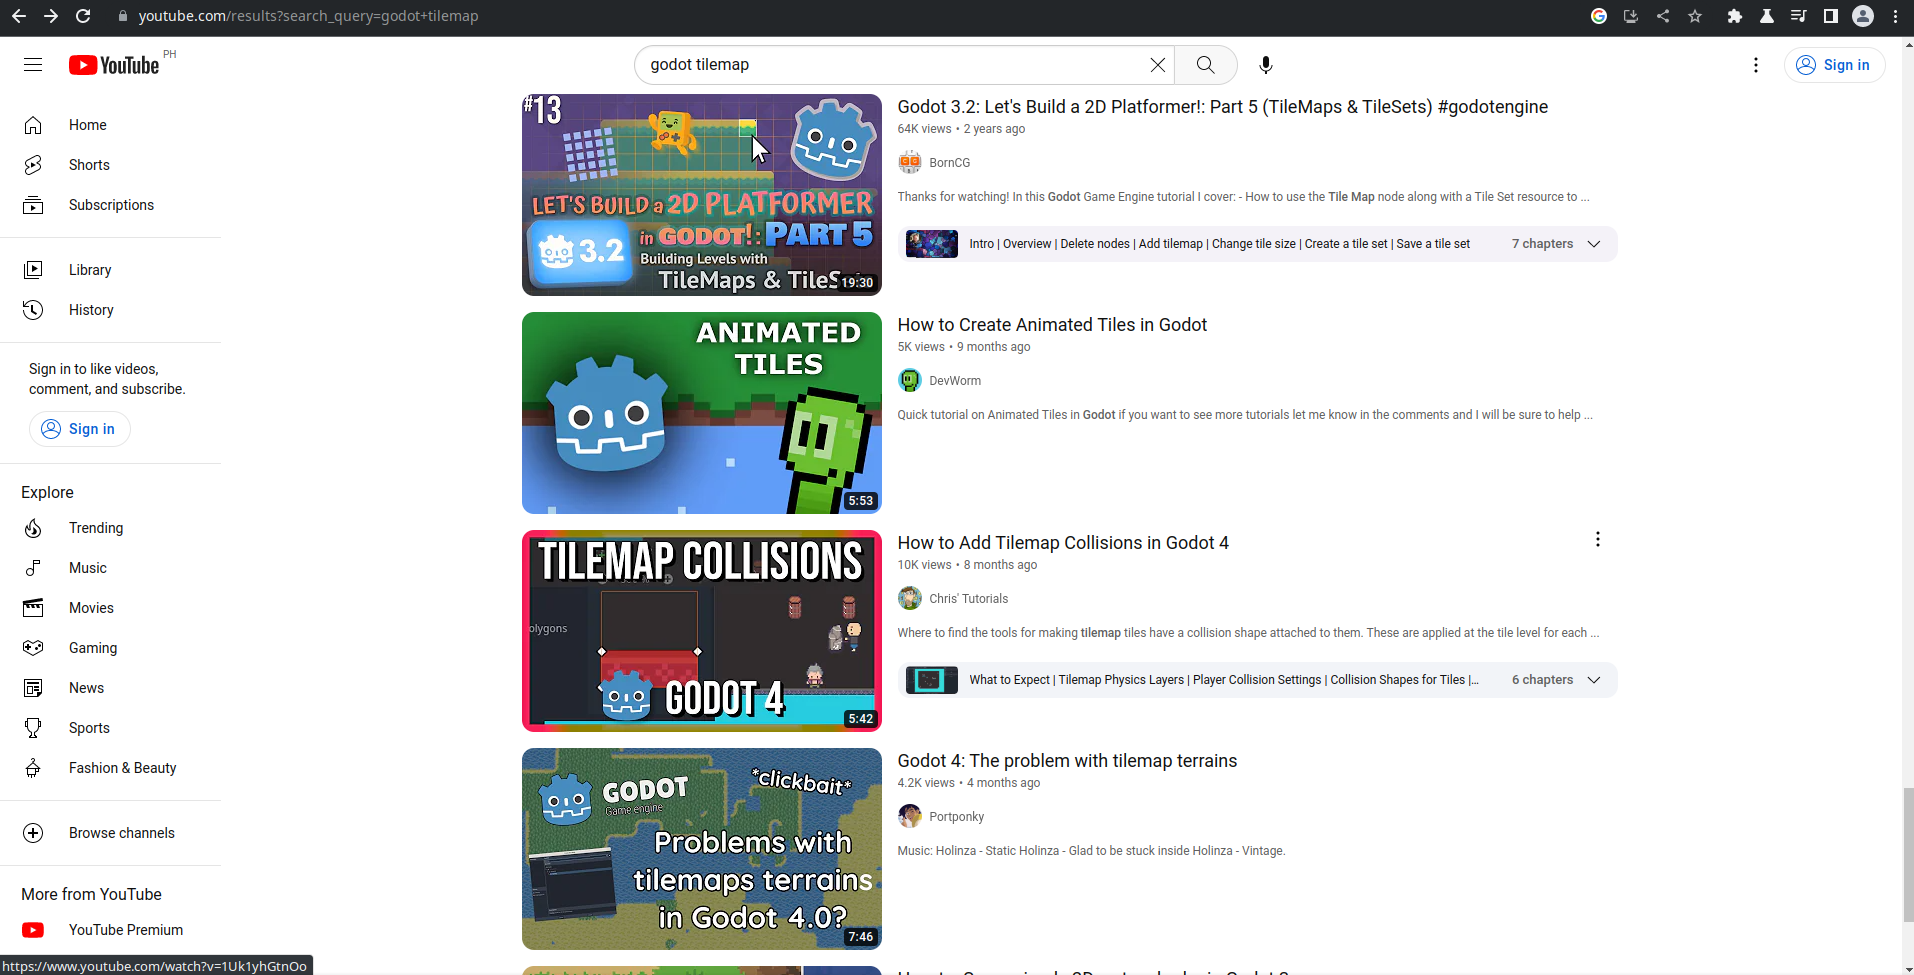 youtube.com/results?search_query=godot+tilemap
YouTube PH
godot tilemap
Sign in
Home
Shorts
Subscriptions
Library
History
Sign in to like videos,
comment, and subscribe.
Sign in
Explore
Trending
Music
Movies
Gaming
News
Sports
Fashion & Beauty
Browse channels
More from YouTube
YouTube Premium
https://www.youtube.com/watch?v=1Uk1yhGtnOo
#13
LET'S BUILD a 2D PLATFORMER
3.2 in GODOT!: PART 5
Building Levels with
TileMaps & TileS
19:30
Godot 3.2: Let's Build a 2D Platformer!: Part 5 (TileMaps & TileSets) #godotengine
64K views • 2 years ago
BornCG
Thanks for watching! In this Godot Game Engine tutorial I cover: - How to use the Tile Map node along with a Tile Set resource to ...
Intro | Overview | Delete nodes | Add tilemap | Change tile size | Create a tile set | Save a tile set 7 chapters
ANIMATED
TILES
5:53
How to Create Animated Tiles in Godot
5K views • 9 months ago
DevWorm
Quick tutorial on Animated Tiles in Godot if you want to see more tutorials let me know in the comments and I will be sure to help ...
TILEMAP COLLISIONS
olygons
GODOT 4
5:42
How to Add Tilemap Collisions in Godot 4
10K views • 8 months ago
Chris' Tutorials
Where to find the tools for making tilemap tiles have a collision shape attached to them. These are applied at the tile level for each ...
What to Expect | Tilemap Physics Layers | Player Collision Settings | Collision Shapes for Tiles |... 6 chapters
GODOT
Game engine
*clickbait*
Problems with
tilemaps terrains
in Godot 4.0?
7:46
Godot 4: The problem with tilemap terrains
4.2K views • 4 months ago
Portponky
Music: Holinza - Static Holinza - Glad to be stuck inside Holinza - Vintage.